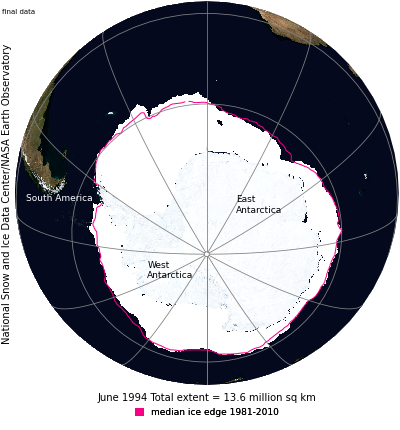 final data
National Snow and Ice Data Center/NASA Earth Observatory
South America
East
Antarctica
West
Antarctica
June 1994 Total extent = 13.6 million sq km
median ice edge 1981-2010